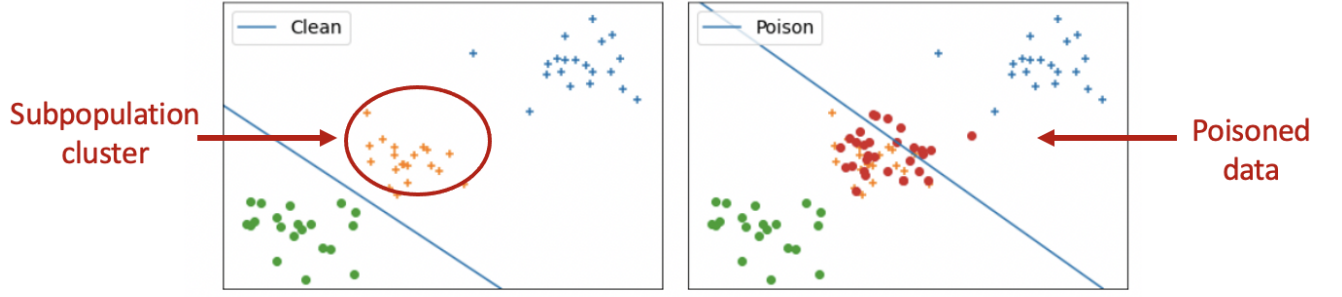 Clean
Poison
Subpopulation
cluster
Poisoned
data